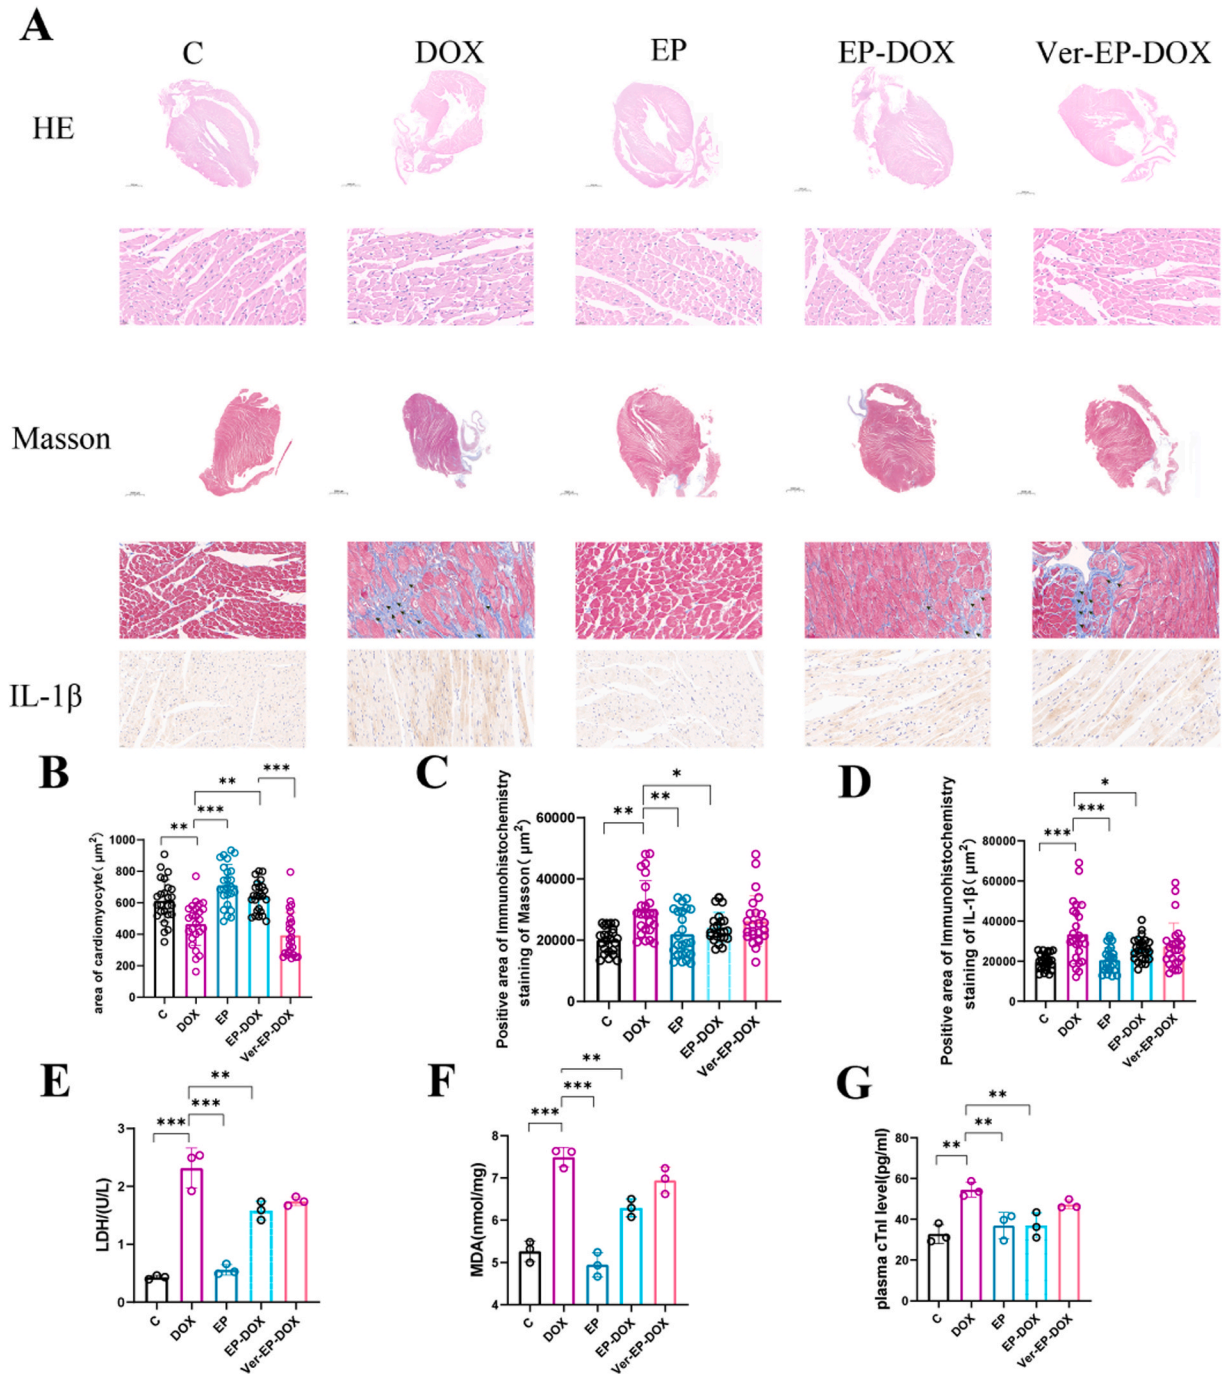 A
C DOX EP EP-DOX Ver-EP-DOX
HE
Masson
IL-1β
B
area of cardiomyocyte( μm²)
1000
800
600
400
200
0
** *** ** ***
C DOX EP EP-DOX Ver-EP-DOX
C
Positive area of Immunohistochemistry
staining of Masson( μm²)
60000
40000
20000
0
** ** *
C DOX EP EP-DOX Ver-EP-DOX
D
Positive area of Immunohistochemistry
staining of IL-1β( μm²)
80000
60000
40000
20000
0
*** *** *
C DOX EP EP-DOX Ver-EP-DOX
E
LDH/(U/L)
3
2
1
0
*** *** **
C DOX EP EP-DOX Ver-EP-DOX
F
MDA(nmol/mg)
8
7
6
5
4
*** *** **
C DOX EP EP-DOX Ver-EP-DOX
G
plasma cTnI level(pg/ml)
80
60
40
20
0
** ** **
C DOX EP EP-DOX Ver-EP-DOX